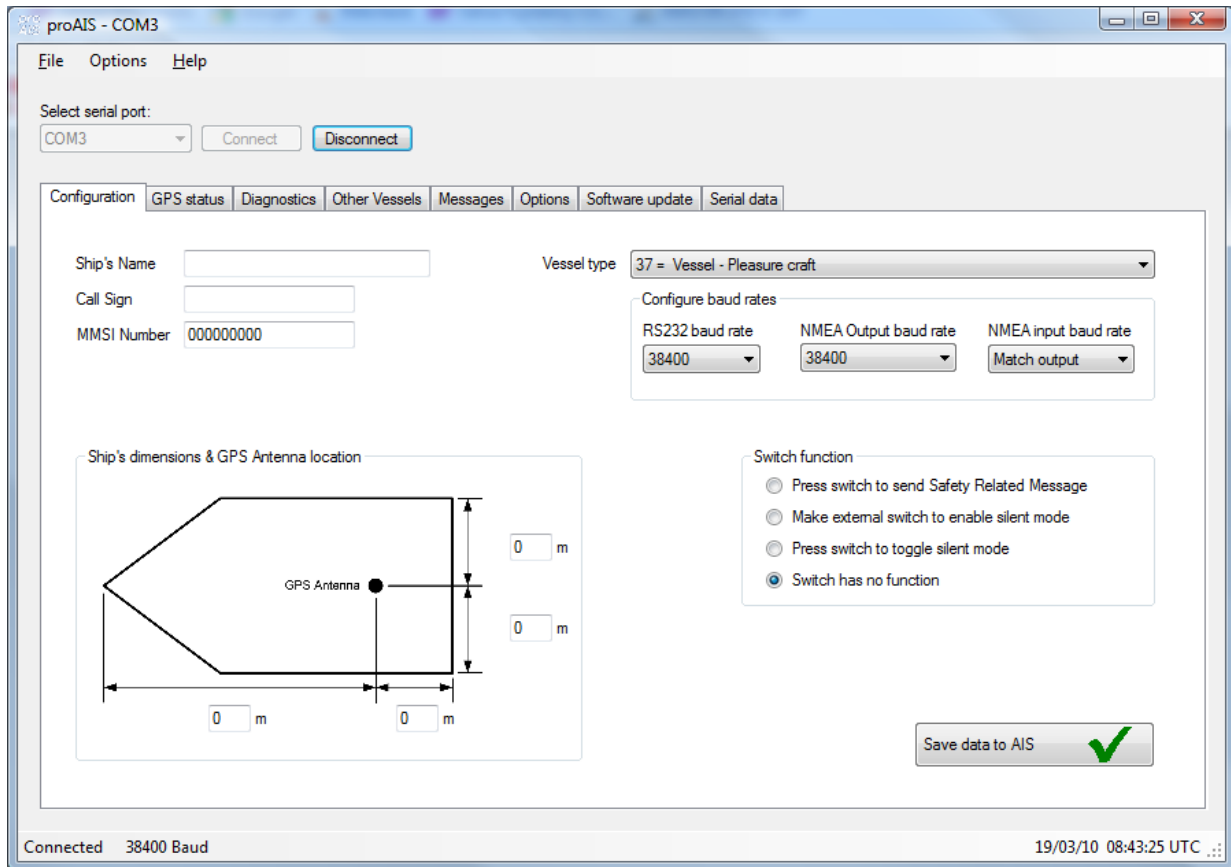 proAIS - COM3
File Options Help
Select serial port:
COM3 Connect Disconnect
Configuration GPS status Diagnostics Other Vessels Messages Options Software update Serial data
Ship's Name
Vessel type 37 = Vessel - Pleasure craft
Call Sign
Configure baud rates
MMSI Number 000000000
RS232 baud rate NMEA Output baud rate NMEA input baud rate
38400 38400 Match output
Ship's dimensions & GPS Antenna location
0 m
GPS Antenna
0 m
0 m 0 m
Switch function
Press switch to send Safety Related Message
Make external switch to enable silent mode
Press switch to toggle silent mode
Switch has no function
Save data to AIS
Connected 38400 Baud 19/03/10 08:43:25 UTC